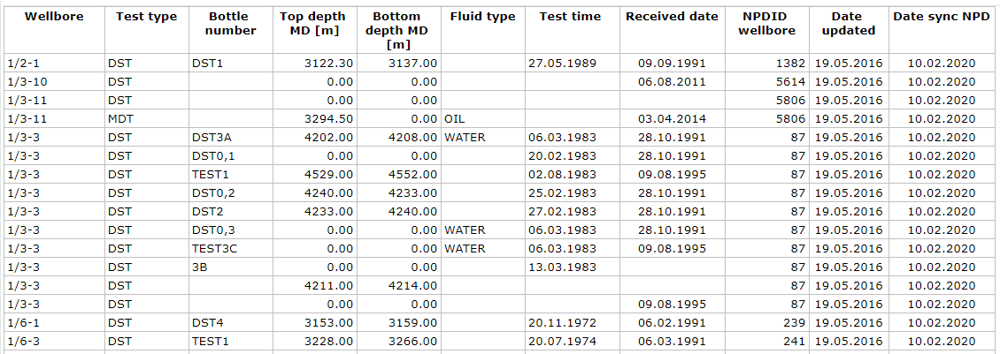 Wellbore Test type Bottle number Top depth MD [m] Bottom depth MD [m] Fluid type Test time Received date NPDID wellbore Date updated Date sync NPD
1/2-1 DST DST1 3122.30 3137.00 27.05.1989 09.09.1991 1382 19.05.2016 10.02.2020
1/3-10 DST 0.00 0.00 06.08.2011 5614 19.05.2016 10.02.2020
1/3-11 DST 0.00 0.00 5806 19.05.2016 10.02.2020
1/3-11 MDT 3294.50 0.00 OIL 03.04.2014 5806 19.05.2016 10.02.2020
1/3-3 DST DST3A 4202.00 4208.00 WATER 06.03.1983 28.10.1991 87 19.05.2016 10.02.2020
1/3-3 DST DST0,1 0.00 0.00 20.02.1983 28.10.1991 87 19.05.2016 10.02.2020
1/3-3 DST TEST1 4529.00 4552.00 02.08.1983 09.08.1995 87 19.05.2016 10.02.2020
1/3-3 DST DST0,2 4240.00 4233.00 25.02.1983 28.10.1991 87 19.05.2016 10.02.2020
1/3-3 DST DST2 4233.00 4240.00 27.02.1983 28.10.1991 87 19.05.2016 10.02.2020
1/3-3 DST DST0,3 0.00 0.00 WATER 06.03.1983 28.10.1991 87 19.05.2016 10.02.2020
1/3-3 DST TEST3C 0.00 0.00 WATER 06.03.1983 09.08.1995 87 19.05.2016 10.02.2020
1/3-3 DST 3B 0.00 0.00 13.03.1983 87 19.05.2016 10.02.2020
1/3-3 DST 4211.00 4214.00 87 19.05.2016 10.02.2020
1/3-3 DST 0.00 0.00 09.08.1995 87 19.05.2016 10.02.2020
1/6-1 DST DST4 3153.00 3159.00 20.11.1972 06.02.1991 239 19.05.2016 10.02.2020
1/6-3 DST TEST1 3228.00 3266.00 20.07.1974 06.03.1991 241 19.05.2016 10.02.2020